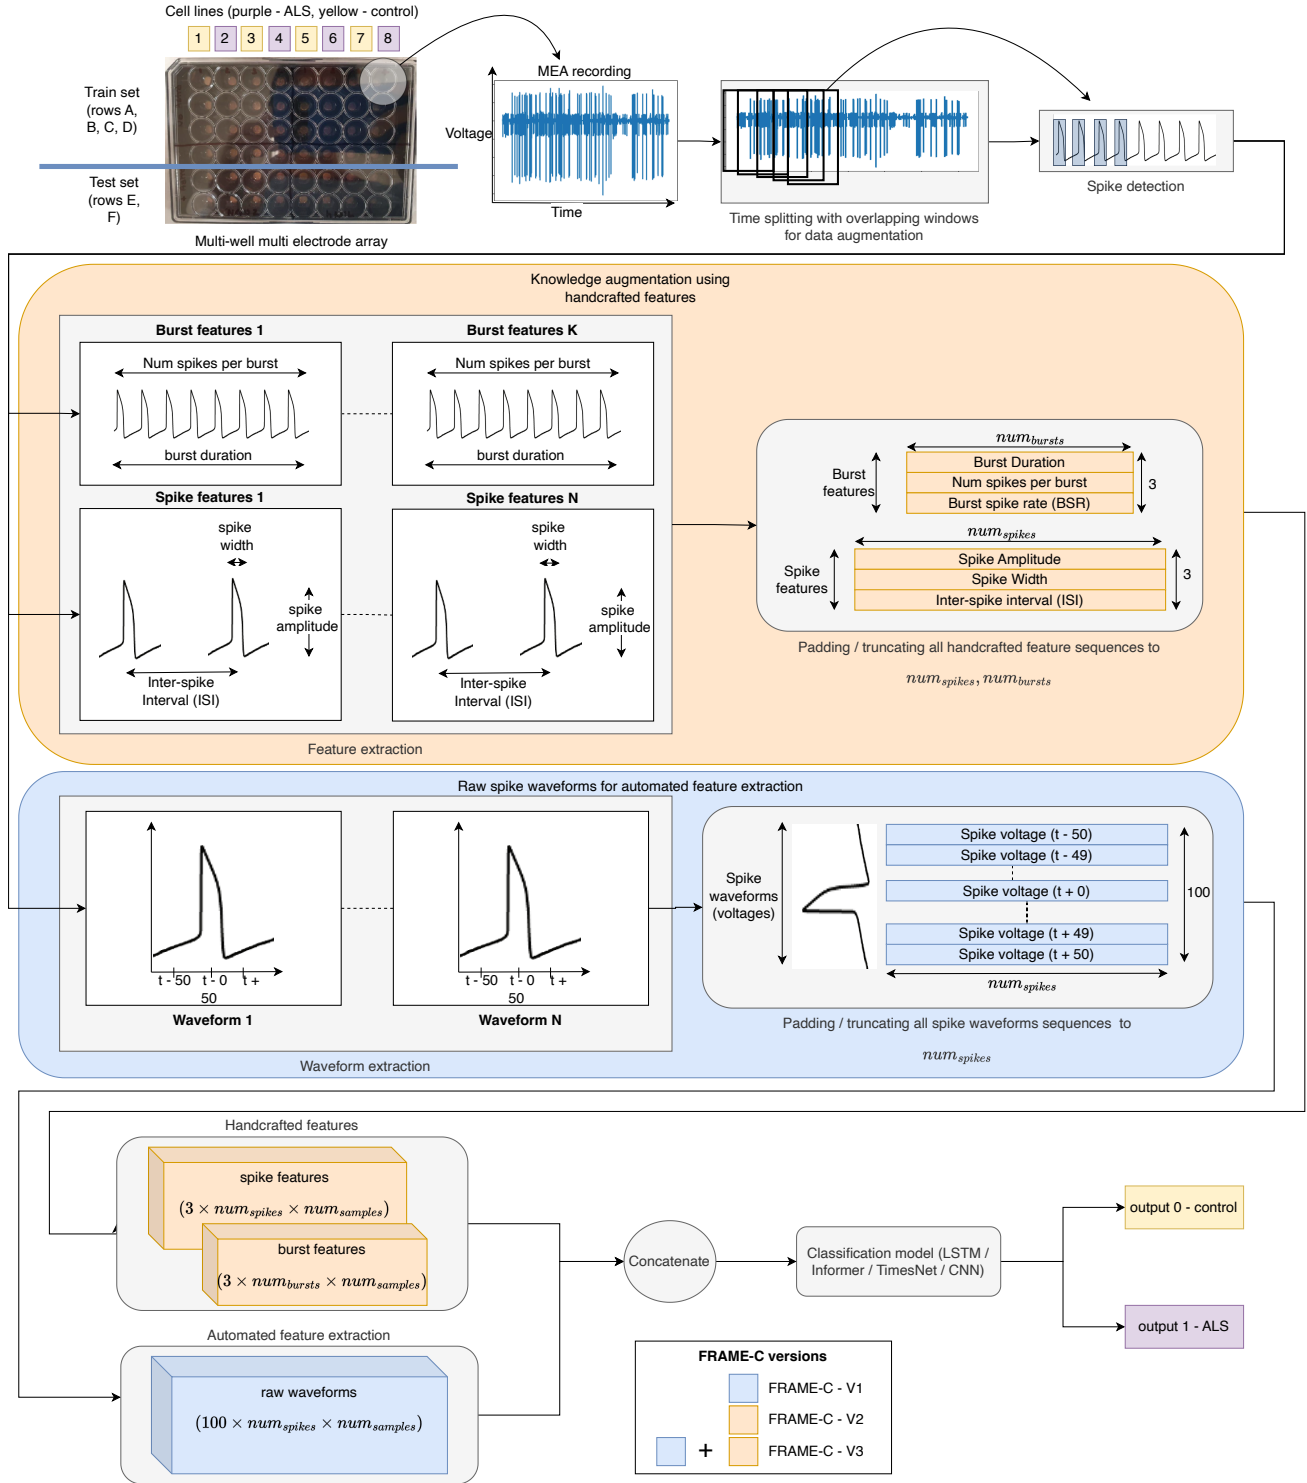 Cell lines (purple - ALS, yellow - control)
1 2 3 4 5 6 7 8
Train set
(rows A,
B, C, D)
Test set
(rows E,
F)
Multi-well multi electrode array
MEA recording
Voltage
Time
Time splitting with overlapping windows
for data augmentation
Spike detection
Knowledge augmentation using
handcrafted features
Burst features 1
Num spikes per burst
burst duration
Burst features K
Num spikes per burst
burst duration
Spike features 1
spike
width
spike
amplitude
Inter-spike
Interval (ISI)
Spike features N
spike
width
spike
amplitude
Inter-spike
Interval (ISI)
Feature extraction
num_bursts
Burst
features
Burst Duration
Num spikes per burst
Burst spike rate (BSR)
3
num_spikes
Spike
features
Spike Amplitude
Spike Width
Inter-spike interval (ISI)
3
Padding / truncating all handcrafted feature sequences to
num_spikes, num_bursts
Raw spike waveforms for automated feature extraction
t - 50 t - 0 t +
50
Waveform 1
t - 50 t - 0 t +
50
Waveform N
Waveform extraction
Spike
waveforms
(voltages)
Spike voltage (t - 50)
Spike voltage (t - 49)
Spike voltage (t + 0)
Spike voltage (t + 49)
Spike voltage (t + 50)
100
num_spikes
Padding / truncating all spike waveforms sequences to
num_spikes
Handcrafted features
spike features
(3 × num_spikes × num_samples)
burst features
(3 × num_bursts × num_samples)
Automated feature extraction
raw waveforms
(100 × num_spikes × num_samples)
Concatenate
Classification model (LSTM /
Informer / TimesNet / CNN)
output 0 - control
output 1 - ALS
FRAME-C versions
FRAME-C - V1
FRAME-C - V2
+ FRAME-C - V3